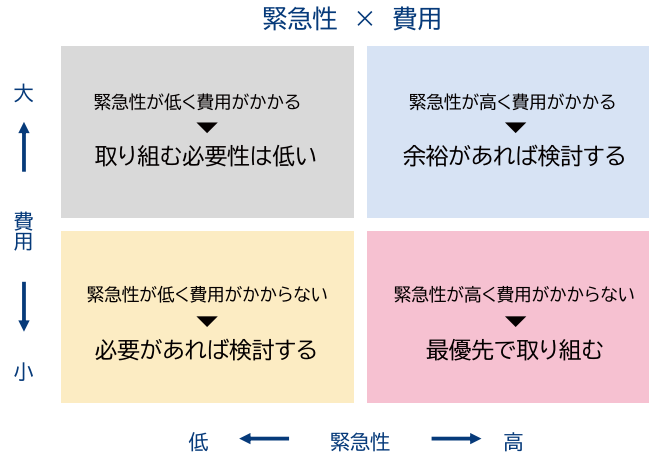 緊急性 × 費用
大
費用
小
緊急性が低く費用がかかる
取り組む必要性は低い
緊急性が高く費用がかかる
余裕があれば検討する
緊急性が低く費用がかからない
必要があれば検討する
緊急性が高く費用がかからない
最優先で取り組む
低
緊急性
高